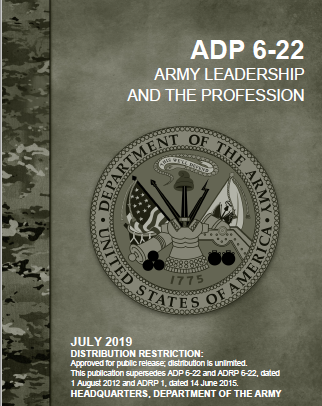 ADP 6-22
ARMY LEADERSHIP
AND THE PROFESSION
THIS WE'LL DEFEND
DEPARTMENT OF THE ARMY
1775
UNITED STATES OF AMERICA
JULY 2019
DISTRIBUTION RESTRICTION:
Approved for public release; distribution is unlimited.
This publication supersedes ADP 6-22 and ADRP 6-22, dated
1 August 2012 and ADRP 1, dated 14 June 2015.
HEADQUARTERS, DEPARTMENT OF THE ARMY